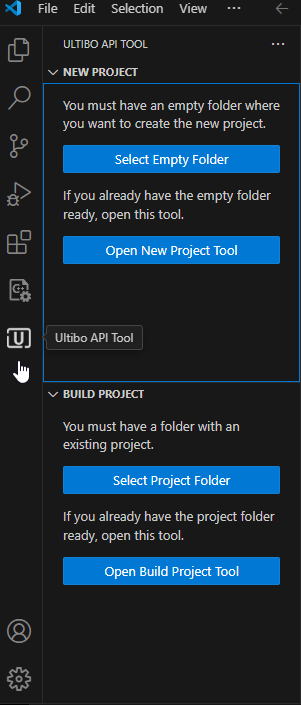 File Edit Selection View ···
ULTIBO API TOOL ···
NEW PROJECT
You must have an empty folder where
you want to create the new project.
Select Empty Folder
If you already have the empty folder
ready, open this tool.
Open New Project Tool
U
Ultibo API Tool
BUILD PROJECT
You must have a folder with an
existing project.
Select Project Folder
If you already have the project folder
ready, open this tool.
Open Build Project Tool